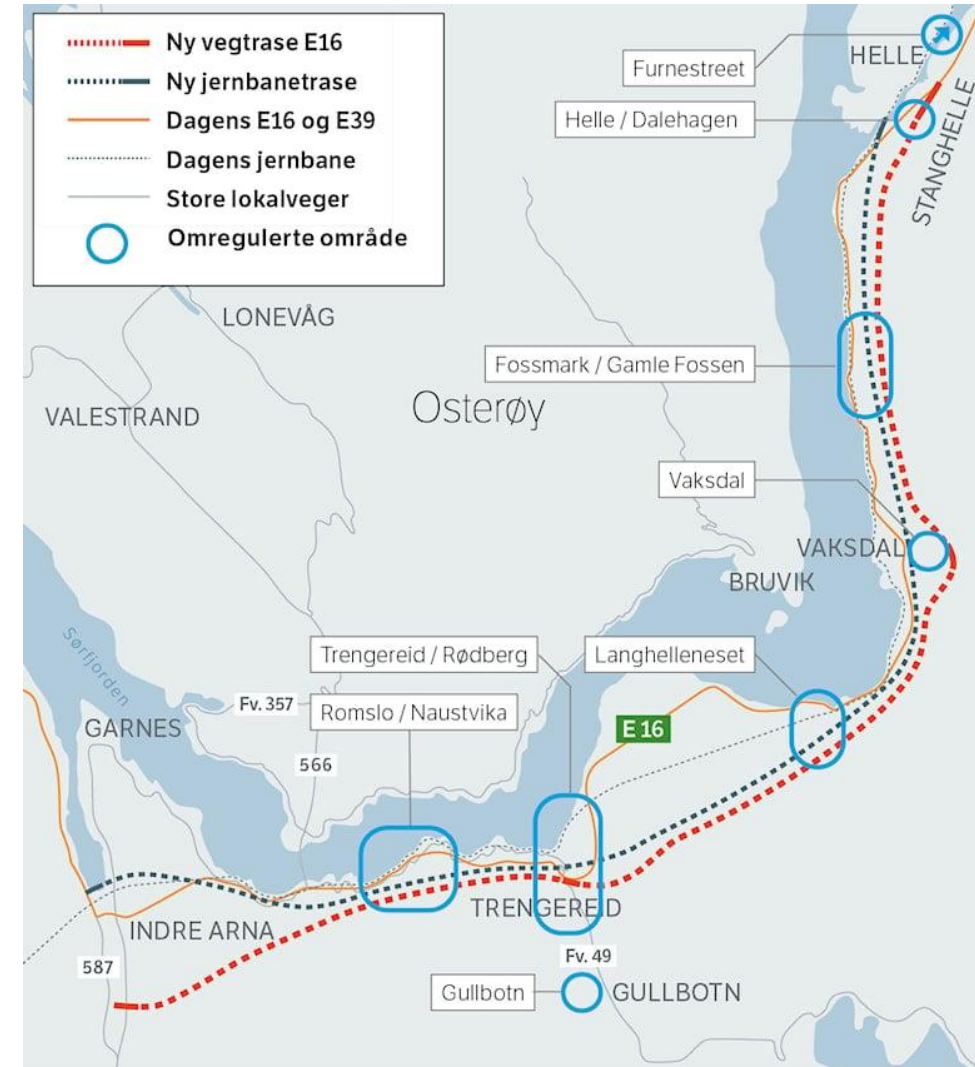 Ny vegtrase E16
Ny jernbanetrase
Dagens E16 og E39
Dagens jernbane
Store lokalveger
Omregulerte område
HELLE
Furnestreet
Helle / Dalehagen
STANGHELLE
LONEVÅG
Fossmark / Gamle Fossen
VALESTRAND
Osterøy
Vaksdal
VAKSDAL
BRUVIK
Sørfjorden
Trengereid / Rødberg
Langhelleneset
Fv. 357
Romslo / Naustvika
GARNES
E 16
566
TRENGEREID
INDRE ARNA
Fv. 49
587
Gullbotn
GULLBOTN